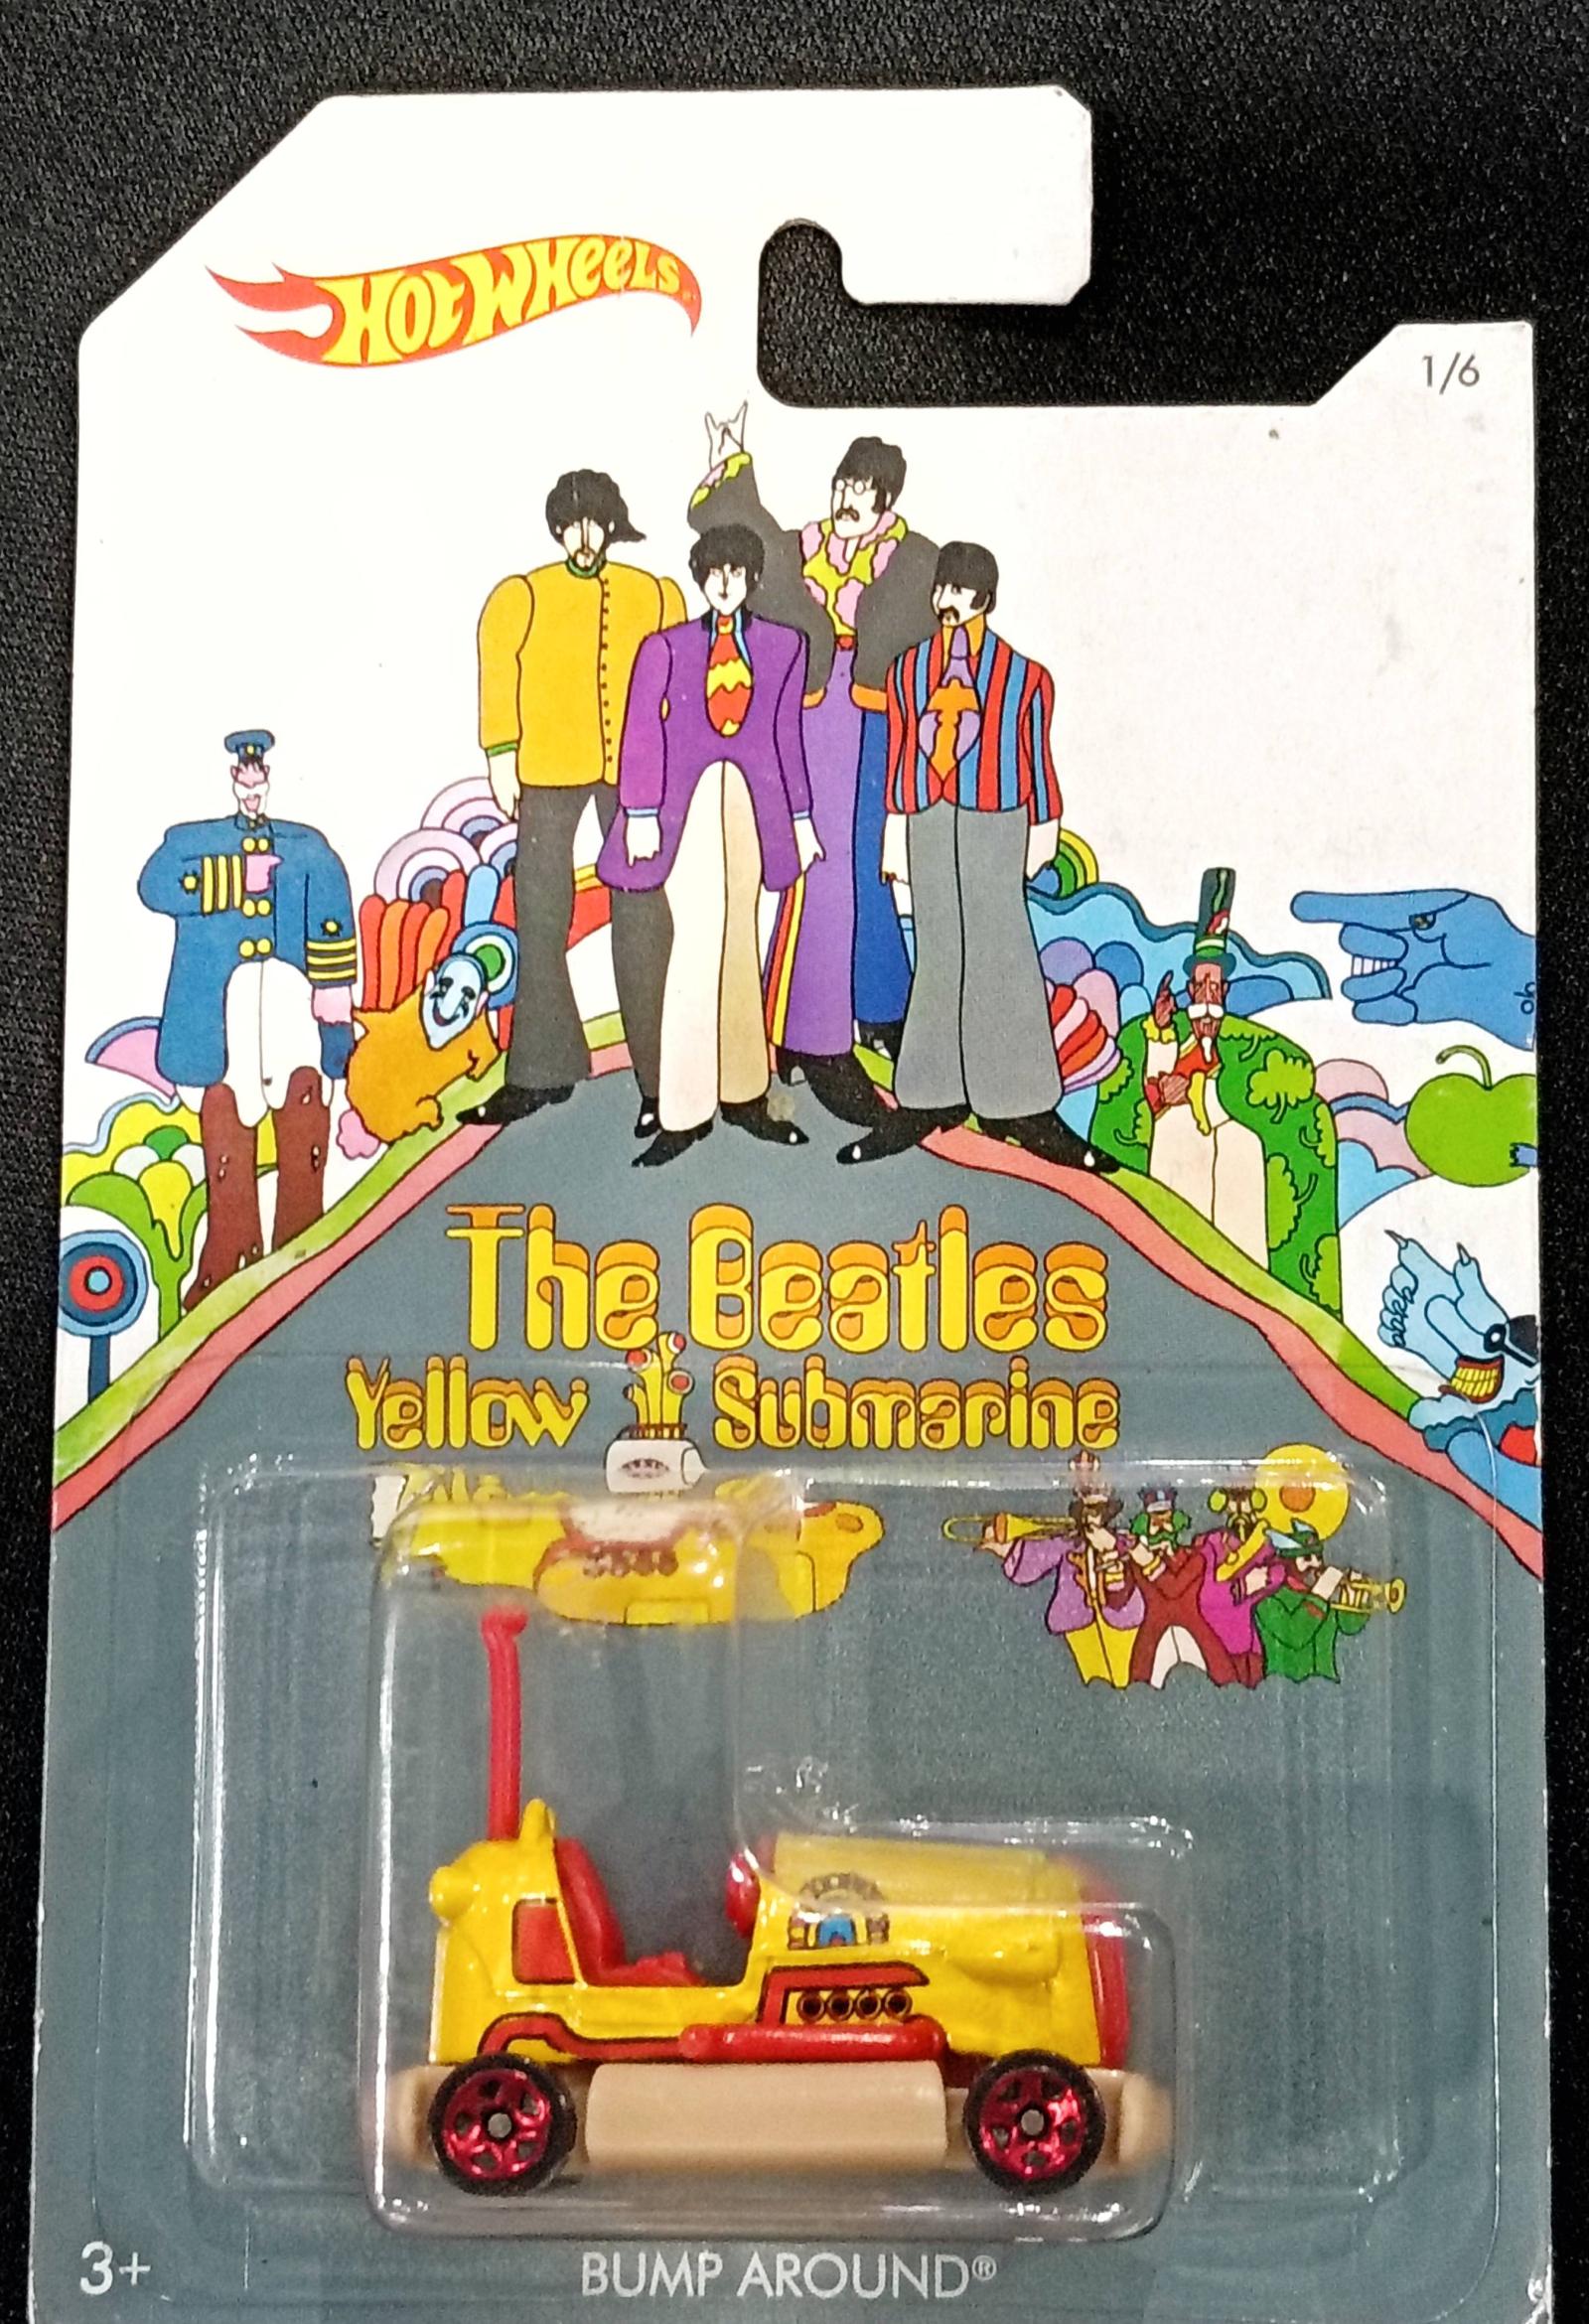 HOT WHEELS
1/6
The Beatles
Yellow Submarine
3+
BUMP AROUND®